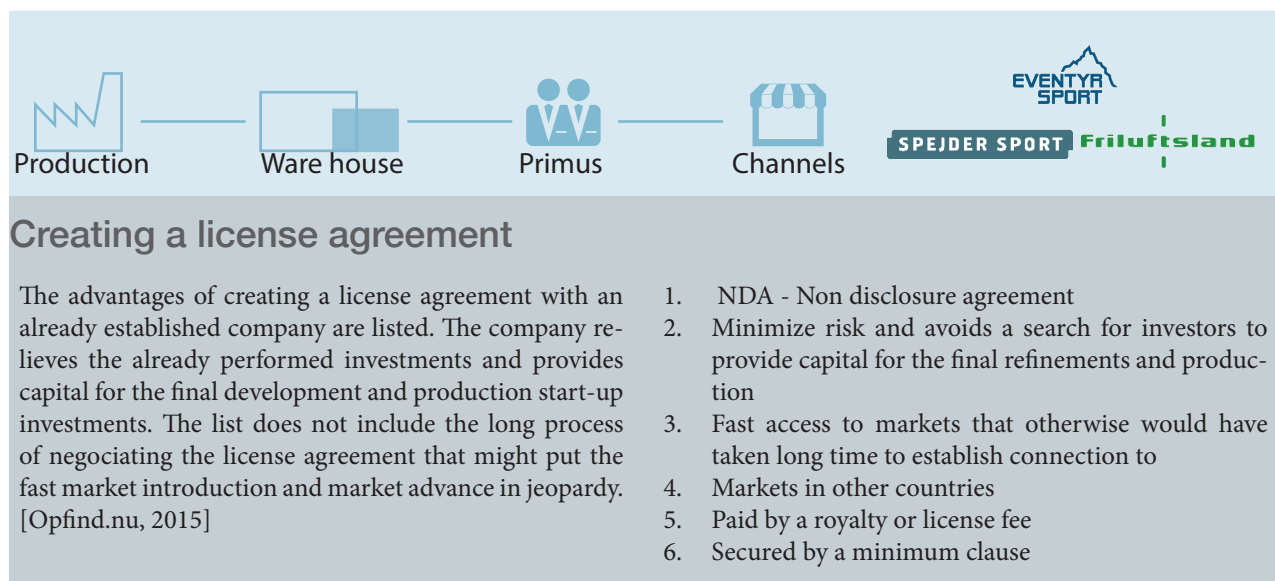 EVENTYR
SPORT
SPEJDER SPORT
Friluftsland
Production
Ware house
Primus
Channels
Creating a license agreement
The advantages of creating a license agreement with an
already established company are listed. The company re-
lieves the already performed investments and provides
capital for the final development and production start-up
investments. The list does not include the long process
of negociating the license agreement that might put the
fast market introduction and market advance in jeopardy.
[Opfind.nu, 2015]
1. NDA - Non disclosure agreement
2. Minimize risk and avoids a search for investors to
provide capital for the final refinements and produc-
tion
3. Fast access to markets that otherwise would have
taken long time to establish connection to
4. Markets in other countries
5. Paid by a royalty or license fee
6. Secured by a minimum clause